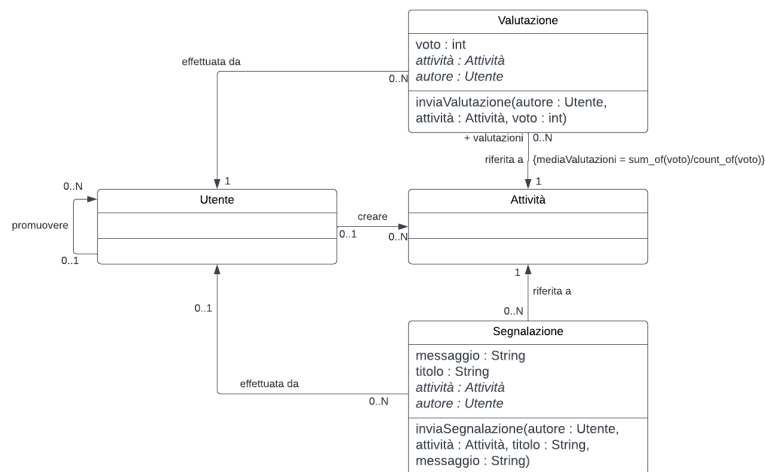 Valutazione
voto : int
attività : Attività
autore : Utente
inviaValutazione(autore : Utente,
attività : Attività, voto : int)
effettuata da
0..N
+ valutazioni
0..N
riferita a
{mediaValutazioni = sum_of(voto)/count_of(voto)}
1
1
0..N
Utente
Attività
promuovere
creare
0..1
0..N
0..1
1
riferita a
0..1
0..N
Segnalazione
messaggio : String
titolo : String
attività : Attività
autore : Utente
effettuata da
0..N
inviaSegnalazione(autore : Utente,
attività : Attività, titolo : String,
messaggio : String)